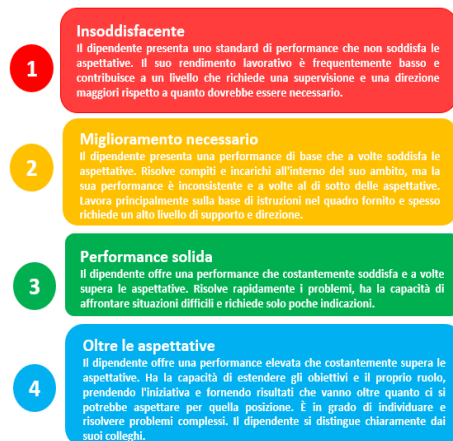 1
Insoddisfacente
Il dipendente presenta uno standard di performance che non soddisfa le
aspettative. Il suo rendimento lavorativo è frequentemente basso e
contribuisce a un livello che richiede una supervisione e una direzione
maggiori rispetto a quanto dovrebbe essere necessario.
2
Miglioramento necessario
Il dipendente presenta una performance di base che a volte soddisfa le
aspettative. Risolve compiti e incarichi all'interno del suo ambito, ma la
sua performance è inconsistente e a volte al di sotto delle aspettative.
Lavora principalmente sulla base di istruzioni nel quadro fornito e spesso
richiede un alto livello di supporto e direzione.
3
Performance solida
Il dipendente offre una performance che costantemente soddisfa e a volte
supera le aspettative. Risolve rapidamente i problemi, ha la capacità di
affrontare situazioni difficili e richiede solo poche indicazioni.
4
Oltre le aspettative
Il dipendente offre una performance elevata che costantemente supera le
aspettative. Ha la capacità di estendere gli obiettivi e il proprio ruolo,
prendendo l'iniziativa e fornendo risultati che vanno oltre quanto ci si
potrebbe aspettare per quella posizione. È in grado di individuare e
risolvere problemi complessi. Il dipendente si distingue chiaramente dai
suoi colleghi.